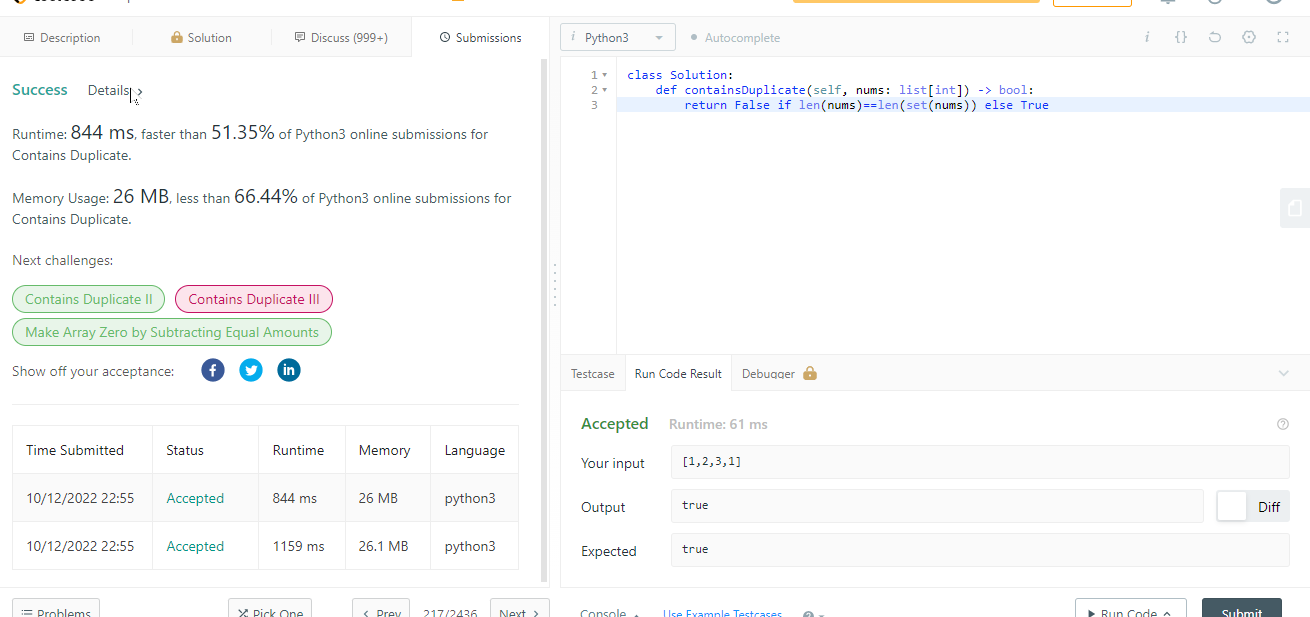 Description
Solution
Discuss (999+)
Submissions
Success Details
Runtime: 844 ms, faster than 51.35% of Python3 online submissions for
Contains Duplicate.
Memory Usage: 26 MB, less than 66.44% of Python3 online submissions for
Contains Duplicate.
Next challenges:
Contains Duplicate II
Contains Duplicate III
Make Array Zero by Subtracting Equal Amounts
Show off your acceptance:
Time Submitted Status Runtime Memory Language
10/12/2022 22:55 Accepted 844 ms 26 MB python3
10/12/2022 22:55 Accepted 1159 ms 26.1 MB python3
Problems
Pick One
Prev
217/2436
Next
i Python3
Autocomplete
i {}
1 class Solution:
2 def containsDuplicate(self, nums: list[int]) -> bool:
3 return False if len(nums)==len(set(nums)) else True
Testcase
Run Code Result
Debugger
Accepted Runtime: 61 ms
Your input [1,2,3,1]
Output true Diff
Expected true
Console
Use Example Testcases
Run Code
Submit